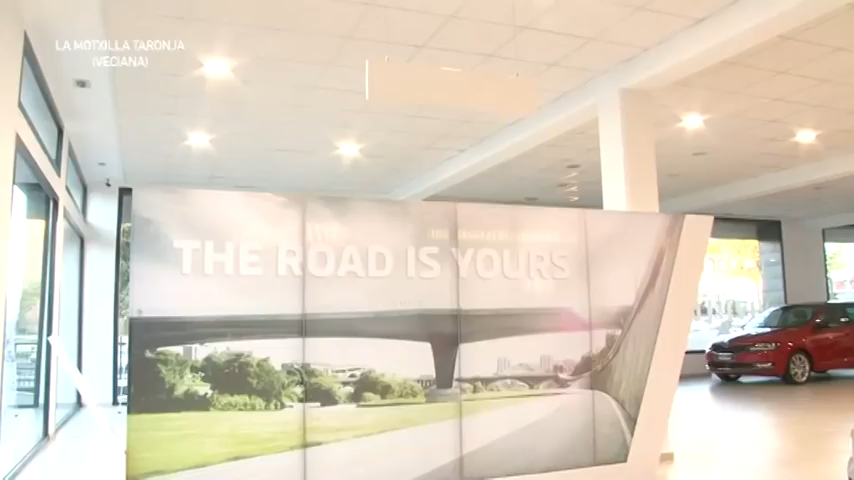 LA MOTXILLA TARONJA
(VECIANA)
THE ROAD IS YOURS